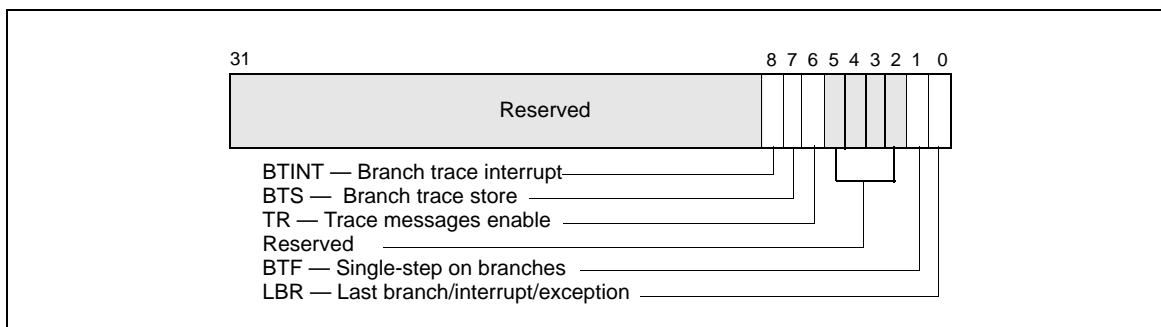 31 8 7 6 5 4 3 2 1 0
Reserved
BTINT — Branch trace interrupt
BTS — Branch trace store
TR — Trace messages enable
Reserved
BTF — Single-step on branches
LBR — Last branch/interrupt/exception